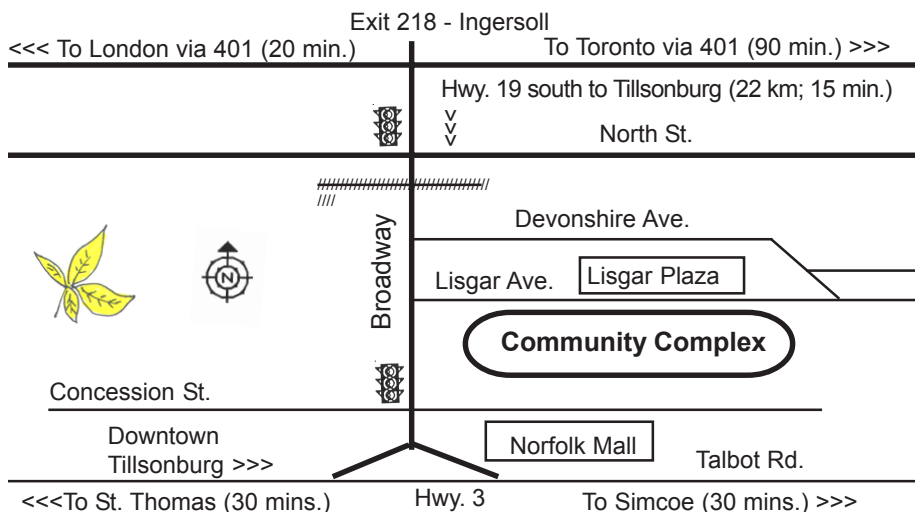 Exit 218 - Ingersoll
<<< To London via 401 (20 min.)
To Toronto via 401 (90 min.) >>>
Hwy. 19 south to Tillsonburg (22 km; 15 min.)
North St.
Broadway
Devonshire Ave.
Lisgar Ave.
Lisgar Plaza
N
Community Complex
Concession St.
Downtown
Tillsonburg >>>
Norfolk Mall
Talbot Rd.
<<<To St. Thomas (30 mins.)
Hwy. 3
To Simcoe (30 mins.) >>>